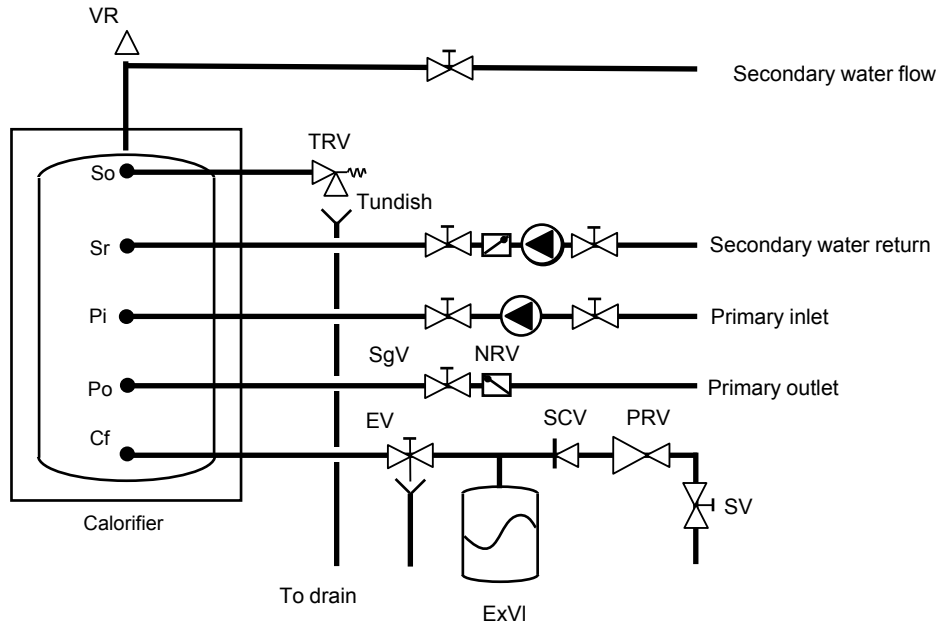 VR
Secondary water flow
TRV
So
Tundish
Sr
Secondary water return
Pi
Primary inlet
SgV
NRV
Po
Primary outlet
EV
SCV
PRV
Cf
SV
Calorifier
To drain
ExVl